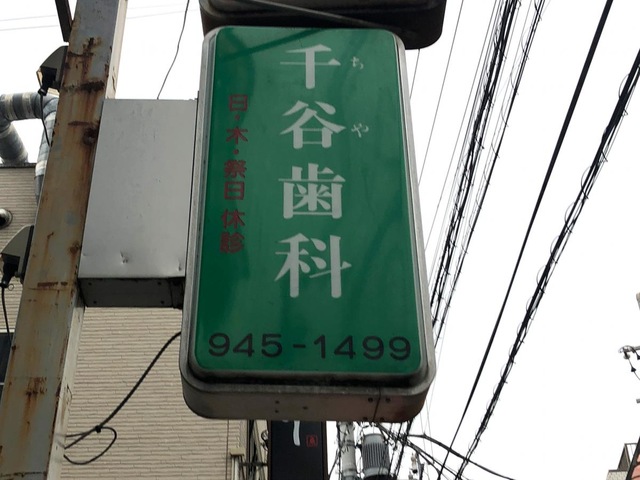 千谷歯科
ちや
日・木・祭日 休診
945-1499